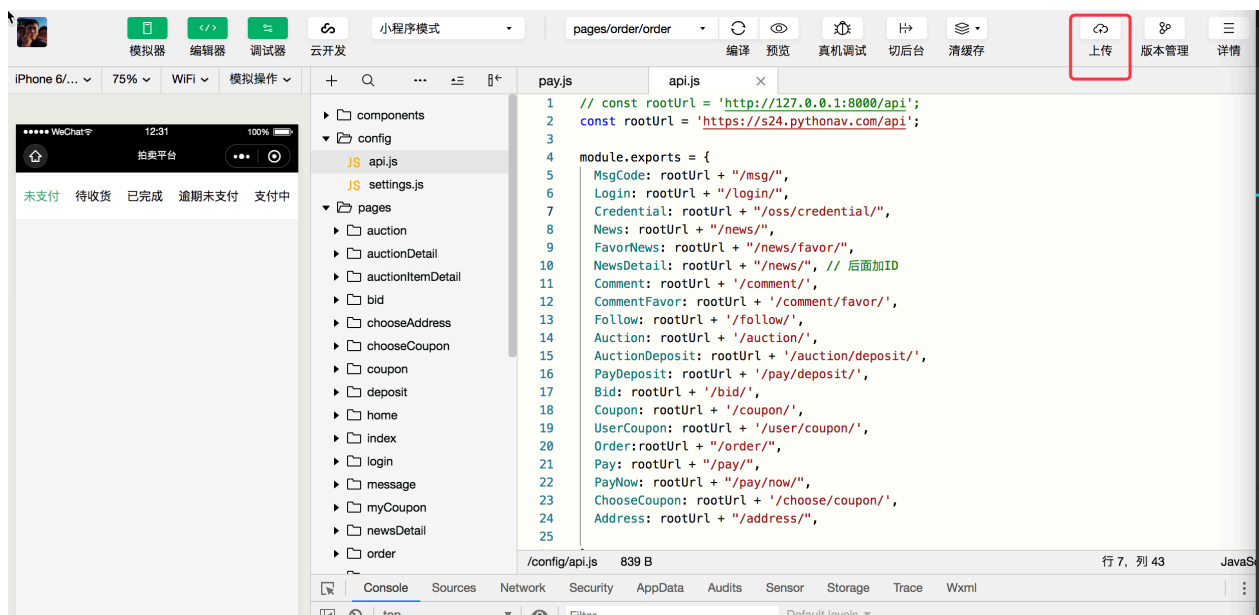 小程序模式
pages/order/order
模拟器 编辑器 调试器 云开发 编译 预览 真机调试 切后台 清缓存 上传 版本管理 详情
iPhone 6/... 75% WiFi 模拟操作
pay.js api.js
WeChat 12:31 100%
拍卖平台
未支付 待收货 已完成 逾期未支付 支付中
components
config
JS api.js
JS settings.js
pages
auction
auctionDetail
auctionItemDetail
bid
chooseAddress
chooseCoupon
coupon
deposit
home
index
login
message
myCoupon
newsDetail
order
1 // const rootUrl = 'http://127.0.0.1:8000/api';
2 const rootUrl = 'https://s24.pythonav.com/api';
3
4 module.exports = {
5 MsgCode: rootUrl + "/msg/",
6 Login: rootUrl + "/login/",
7 Credential: rootUrl + "/oss/credential/",
8 News: rootUrl + "/news/",
9 FavorNews: rootUrl + "/news/favor/",
10 NewsDetail: rootUrl + "/news/", // 后面加ID
11 Comment: rootUrl + '/comment/',
12 CommentFavor: rootUrl + '/comment/favor/',
13 Follow: rootUrl + '/follow/',
14 Auction: rootUrl + '/auction/',
15 AuctionDeposit: rootUrl + '/auction/deposit/',
16 PayDeposit: rootUrl + '/pay/deposit/',
17 Bid: rootUrl + '/bid/',
18 Coupon: rootUrl + '/coupon/',
19 UserCoupon: rootUrl + '/user/coupon/',
20 Order:rootUrl + "/order/",
21 Pay: rootUrl + "/pay/",
22 PayNow: rootUrl + "/pay/now/",
23 ChooseCoupon: rootUrl + '/choose/coupon/',
24 Address: rootUrl + "/address/",
25
/config/api.js 839 B 行 7, 列 43 JavaSc
Console Sources Network Security AppData Audits Sensor Storage Trace Wxml
top Filter Default levels